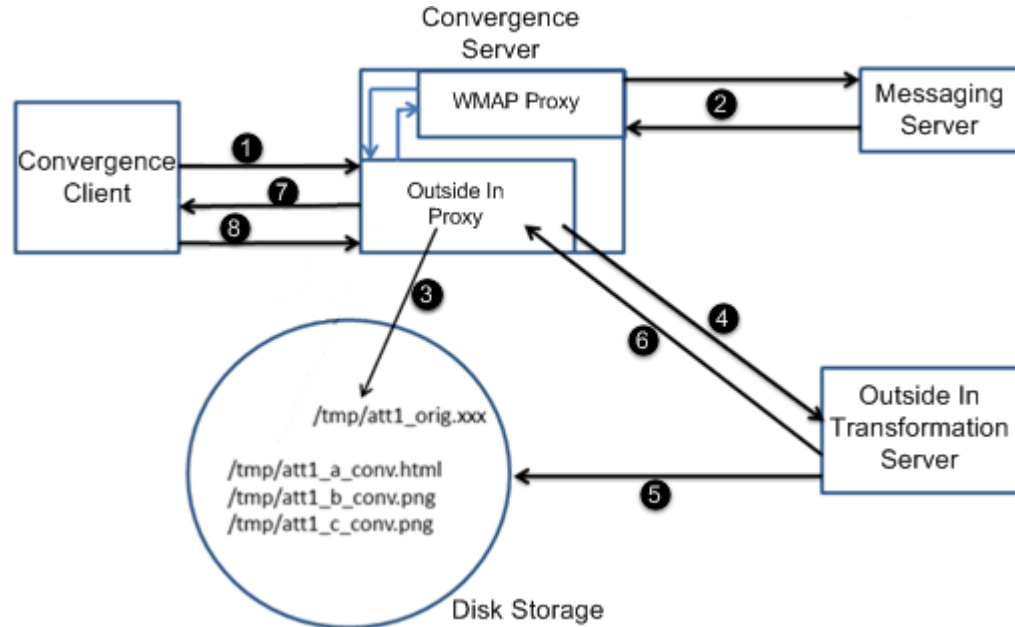 Convergence
Server
WMAP Proxy
2
Messaging
Server
Convergence
Client
1
7
8
Outside In
Proxy
3
4
6
/tmp/att1_orig.xxx
/tmp/att1_a_conv.html
/tmp/att1_b_conv.png
/tmp/att1_c_conv.png
5
Outside In
Transformation
Server
Disk Storage